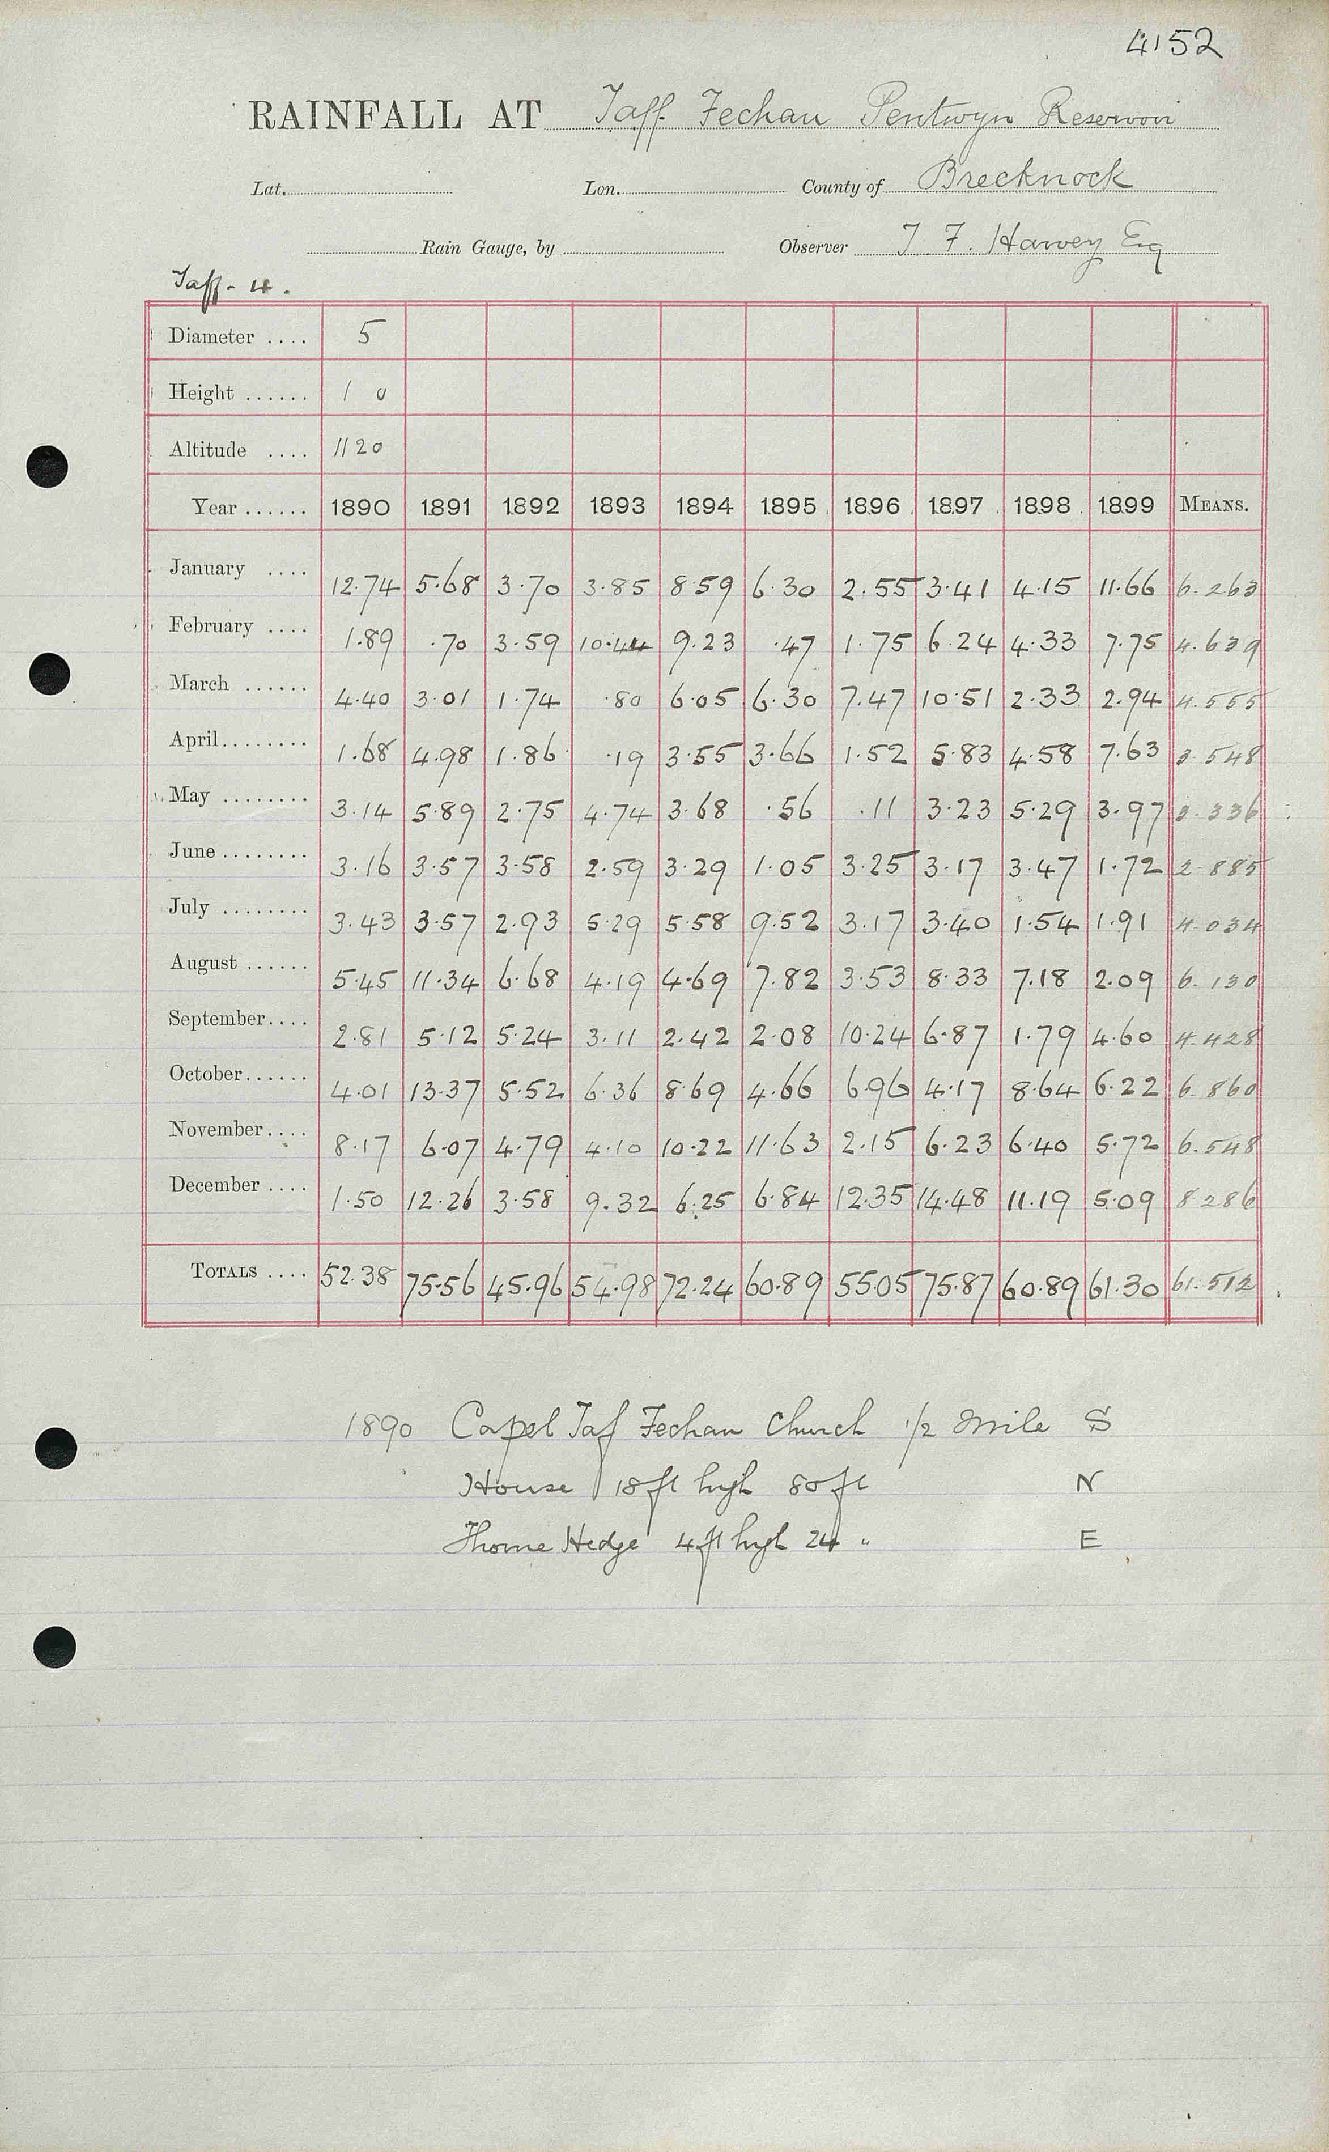 4152
RAINFALL AT Taff Fechan Pentwyn Reservoir
Lat. Lon. County of Brecknock
Rain Gauge, by Observer T. F. Harvey Esq
Taff - 4.
Diameter .... 5
Height ...... 1 0
Altitude .... 1120
Year ...... 1890 1891 1892 1893 1894 1895 1896 1897 1898 1899 MEANS.
January .... 12.74 5.68 3.70 3.85 8.59 6.30 2.55 3.41 4.15 11.66 6.263
February .... 1.89 .70 3.59 10.44 9.23 .47 1.75 6.24 4.33 7.75 4.639
March ...... 4.40 3.01 1.74 .80 6.05 6.30 7.47 10.51 2.33 2.94 4.555
April........ 1.68 4.98 1.86 .19 3.55 3.66 1.52 5.83 4.58 7.63 3.548
May ........ 3.14 5.89 2.75 4.74 3.68 .56 .11 3.23 5.29 3.97 3.336
June ........ 3.16 3.57 3.58 2.59 3.29 1.05 3.25 3.17 3.47 1.72 2.885
July ........ 3.43 3.57 2.93 5.29 5.58 9.52 3.17 3.40 1.54 1.91 4.034
August ...... 5.45 11.34 6.68 4.19 4.69 7.82 3.53 8.33 7.18 2.09 6.130
September.... 2.81 5.12 5.24 3.11 2.42 2.08 10.24 6.87 1.79 4.60 4.428
October...... 4.01 13.37 5.52 6.36 8.69 4.66 6.96 4.17 8.64 6.22 6.860
November.... 8.17 6.07 4.79 4.10 10.22 11.63 2.15 6.23 6.40 5.72 6.548
December .... 1.50 12.26 3.58 9.32 6.25 6.84 12.35 14.48 11.19 5.09 8.286
TOTALS .... 52.38 75.56 45.96 54.98 72.24 60.89 55.05 75.87 60.89 61.30 61.512
1890 Capel Taf Fechan Church 1/2 Mile S
House 18 ft high 80 ft N
Thorne Hedge 4 ft high 24 " E